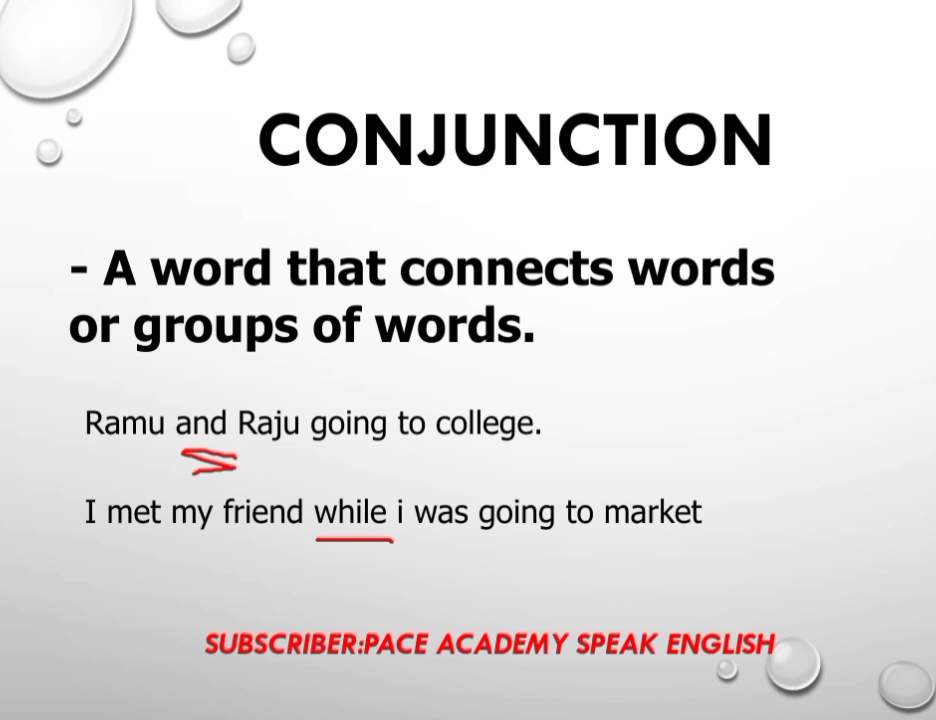 CONJUNCTION
- A word that connects words
or groups of words.
Ramu and Raju going to college.
I met my friend while i was going to market
SUBSCRIBER:PACE ACADEMY SPEAK ENGLISH